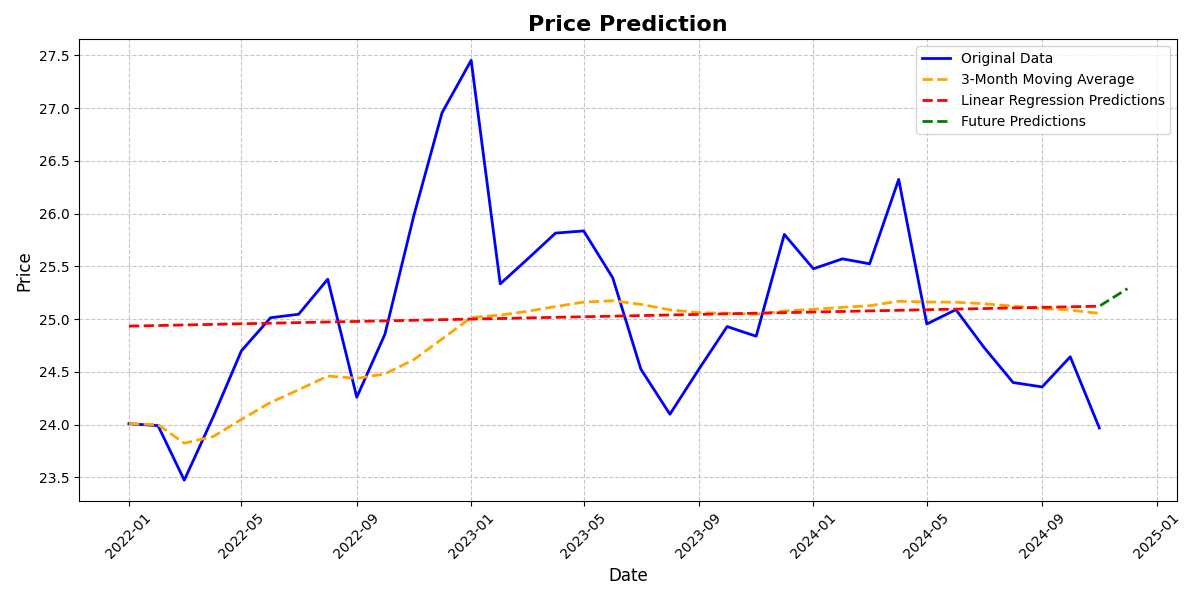 Price Prediction
Original Data
3-Month Moving Average
Linear Regression Predictions
Future Predictions
Price
27.5
27.0
26.5
26.0
25.5
25.0
24.5
24.0
23.5
2022-01
2022-05
2022-09
2023-01
2023-05
2023-09
2024-01
2024-05
2024-09
2025-01
Date